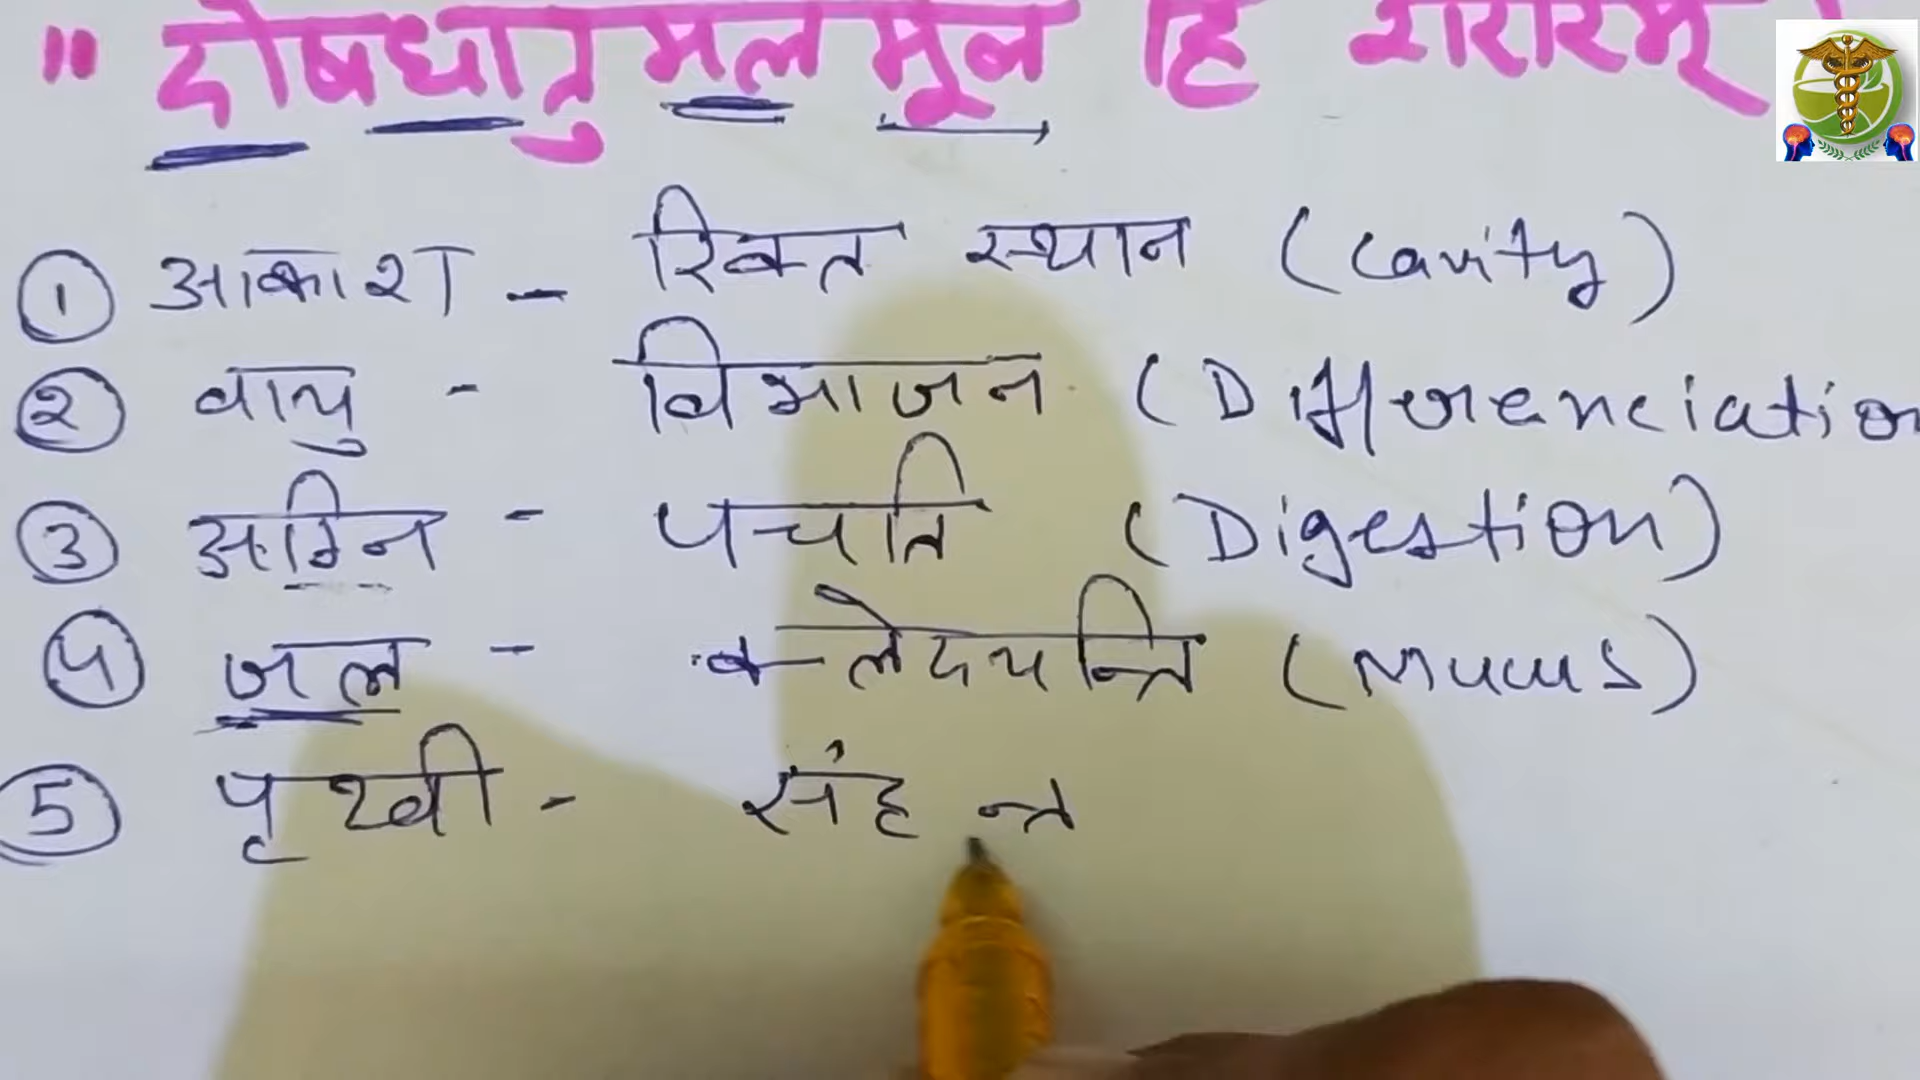 " दोषधातुमलमूलं हि शरीरम्
① आकाश - रिक्त स्थान (Cavity)
② वायु - विभाजन (Differenciation
③ अग्नि - पचति (Digestion)
④ जल - क्लेदयन्ति (Mucus)
⑤ पृथ्वी - संहन्त